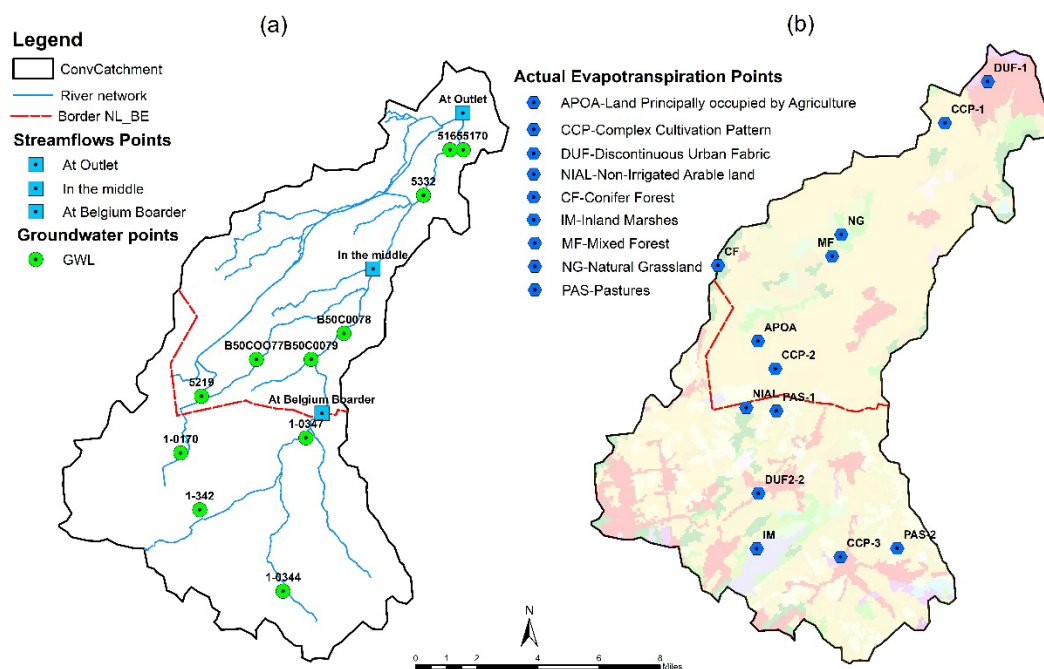 (a)
Legend
ConvCatchment
River network
Border NL_BE
Streamflows Points
At Outlet
In the middle
At Belgium Boarder
Groundwater points
GWL
At Outlet
51655170
5332
In the middle
B50C0078
B50COO77B50C0079
5219
At Belgium Boarder
1-0347
1-0170
1-342
1-0344
(b)
Actual Evapotranspiration Points
APOA-Land Principally occupied by Agriculture
CCP-Complex Cultivation Pattern
DUF-Discontinuous Urban Fabric
NIAL-Non-Irrigated Arable land
CF-Conifer Forest
IM-Inland Marshes
MF-Mixed Forest
NG-Natural Grassland
PAS-Pastures
DUF-1
CCP-1
NG
MF
CF
APOA
CCP-2
NIAL
PAS-1
DUF2-2
IM
CCP-3
PAS-2
N
0 1 2 4 6 8
Miles